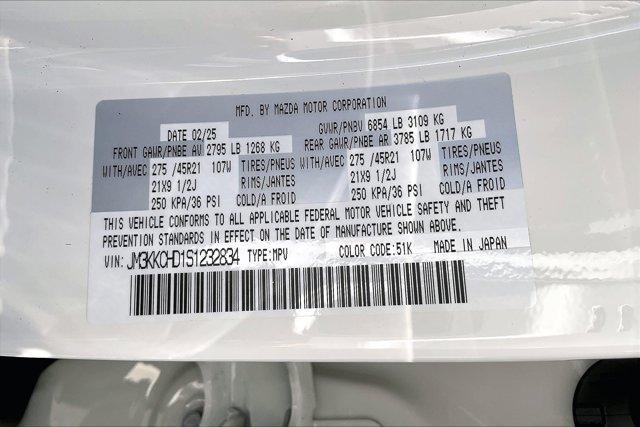 MFD. BY MAZDA MOTOR CORPORATION
DATE 02/25 GVWR/PNBV 6854 LB 3109 KG
FRONT GAWR/PNBE AV 2795 LB 1268 KG REAR GAWR/PNBE AR 3785 LB 1717 KG
WITH/AVEC 275 /45R21 107W TIRES/PNEUS WITH/AVEC 275 /45R21 107W TIRES/PNEUS
21X9 1/2J RIMS/JANTES 21X9 1/2J RIMS/JANTES
250 KPA/36 PSI COLD/A FROID 250 KPA/36 PSI COLD/A FROID
THIS VEHICLE CONFORMS TO ALL APPLICABLE FEDERAL MOTOR VEHICLE SAFETY AND THEFT
PREVENTION STANDARDS IN EFFECT ON THE DATE OF MANUFACTURE SHOWN ABOVE.
VIN: JM3KKCHD1S1232834 TYPE:MPV COLOR CODE:51K MADE IN JAPAN